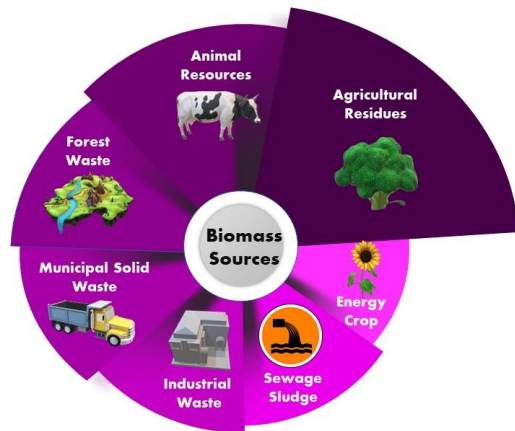 Animal
Resources
Agricultural
Residues
Forest
Waste
Biomass
Sources
Municipal Solid
Waste
Energy
Crop
Industrial
Waste
Sewage
Sludge